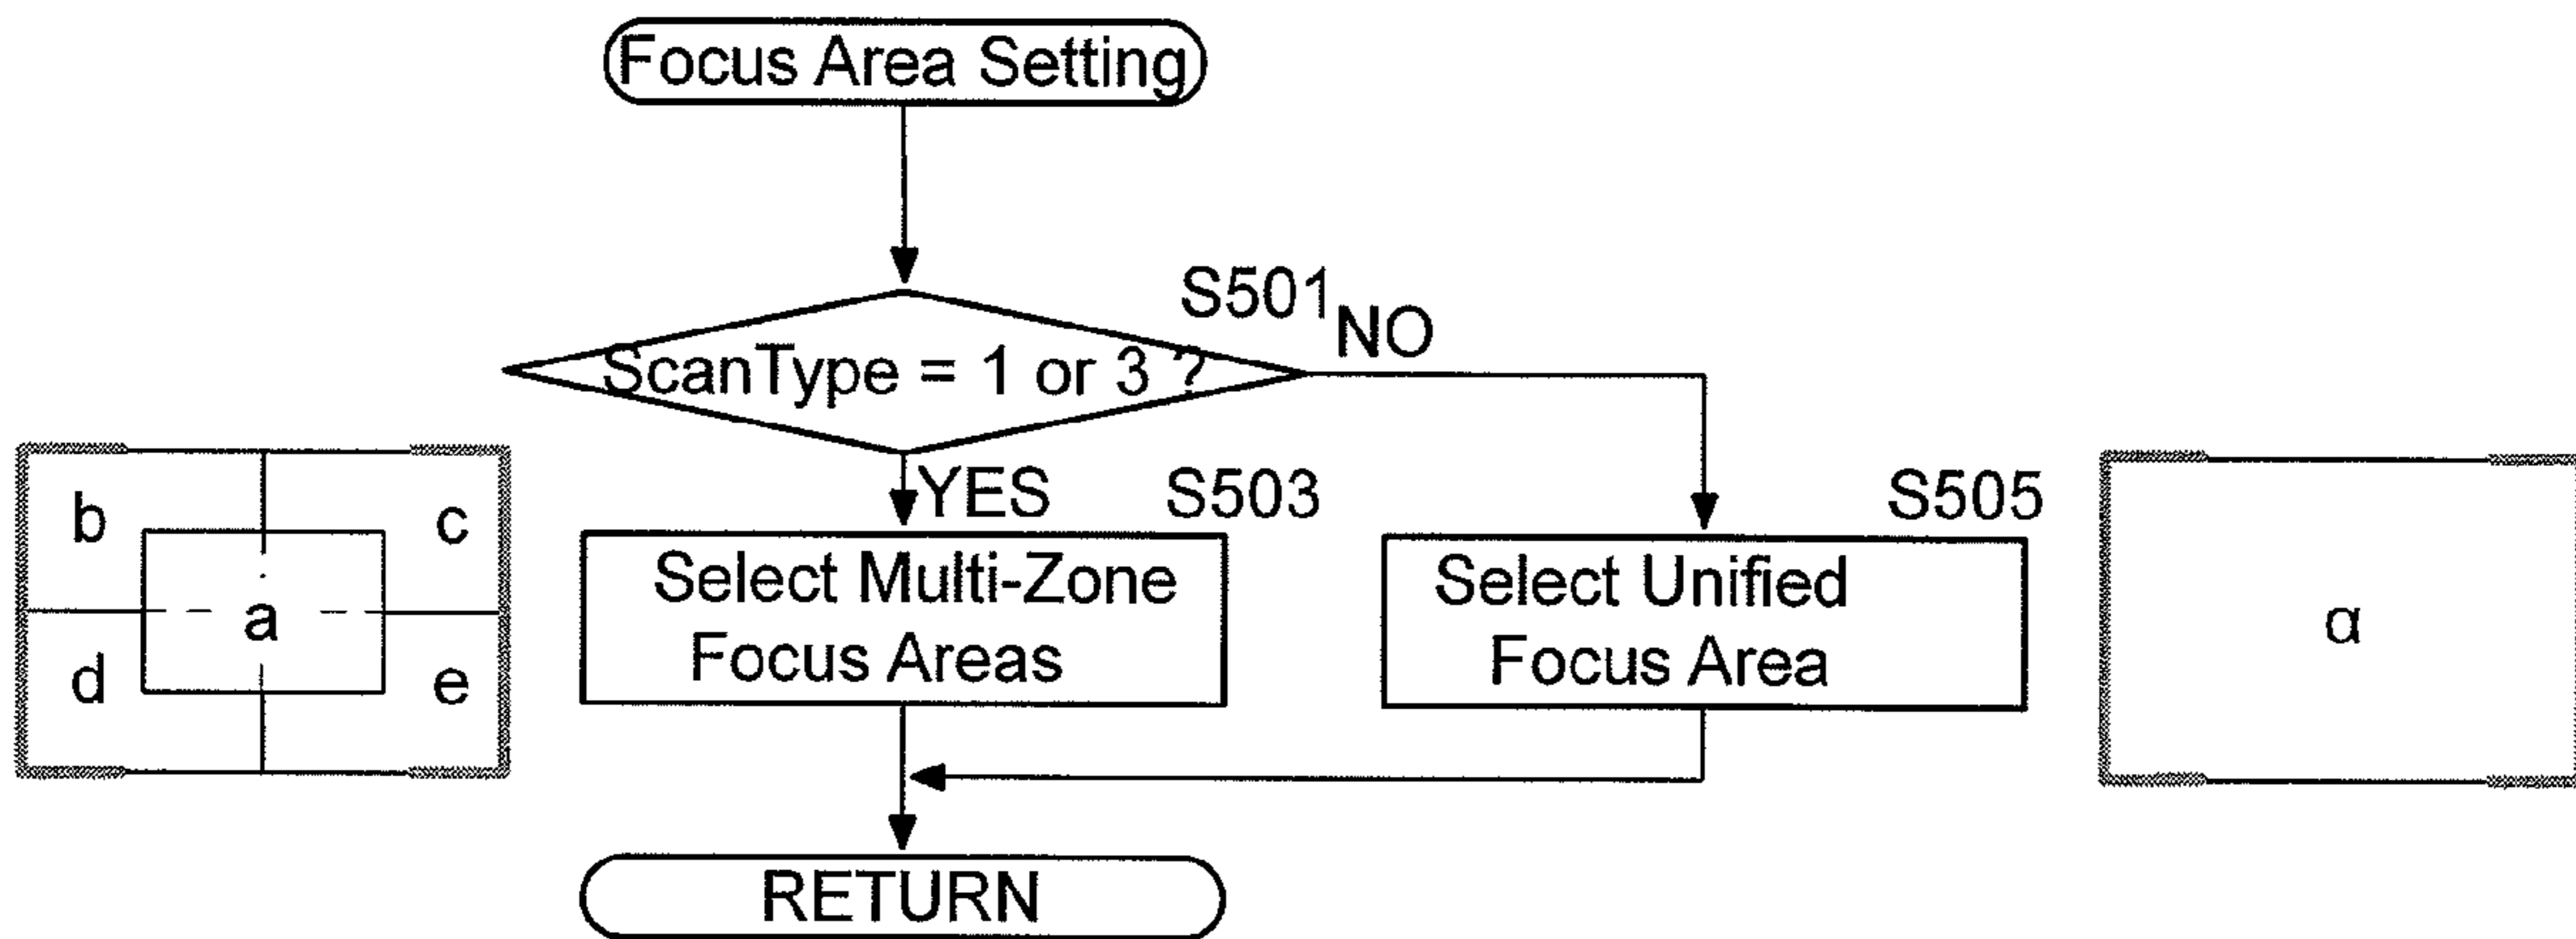 Focus Area Setting
S501
NO
ScanType = 1 or 3 ?
YES
S503
S505
b
c
a
d
e
Select Multi-Zone
Focus Areas
Select Unified
Focus Area
α
RETURN